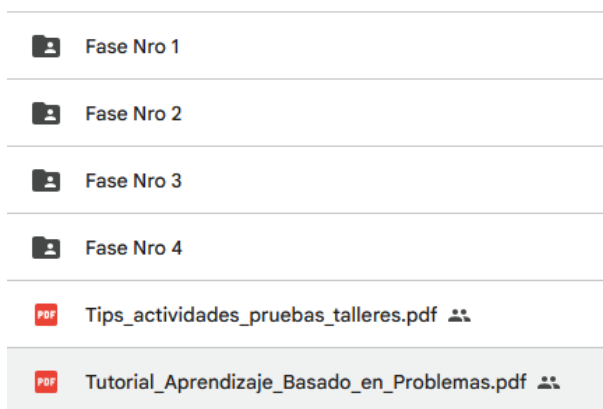 Fase Nro 1
Fase Nro 2
Fase Nro 3
Fase Nro 4
PDF Tips_actividades_pruebas_talleres.pdf
PDF Tutorial_Aprendizaje_Basado_en_Problemas.pdf